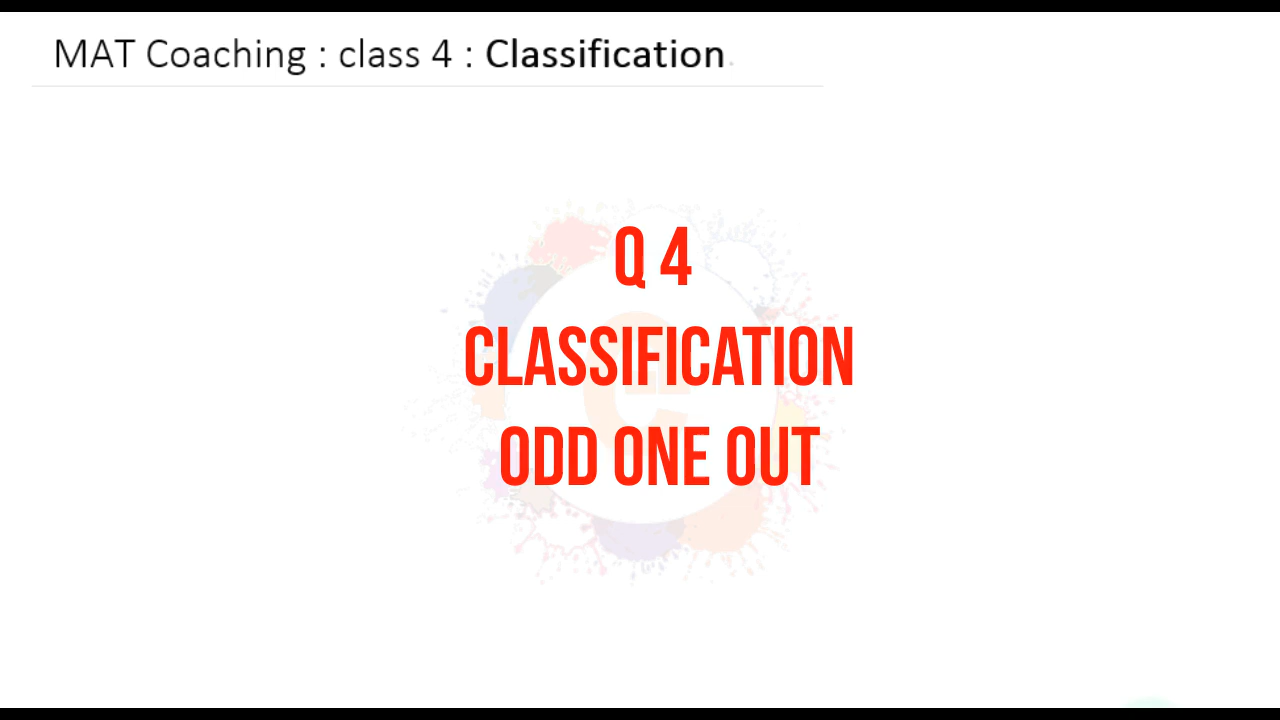 MAT Coaching : class 4 : Classification.
Q 4
CLASSIFICATION
ODD ONE OUT